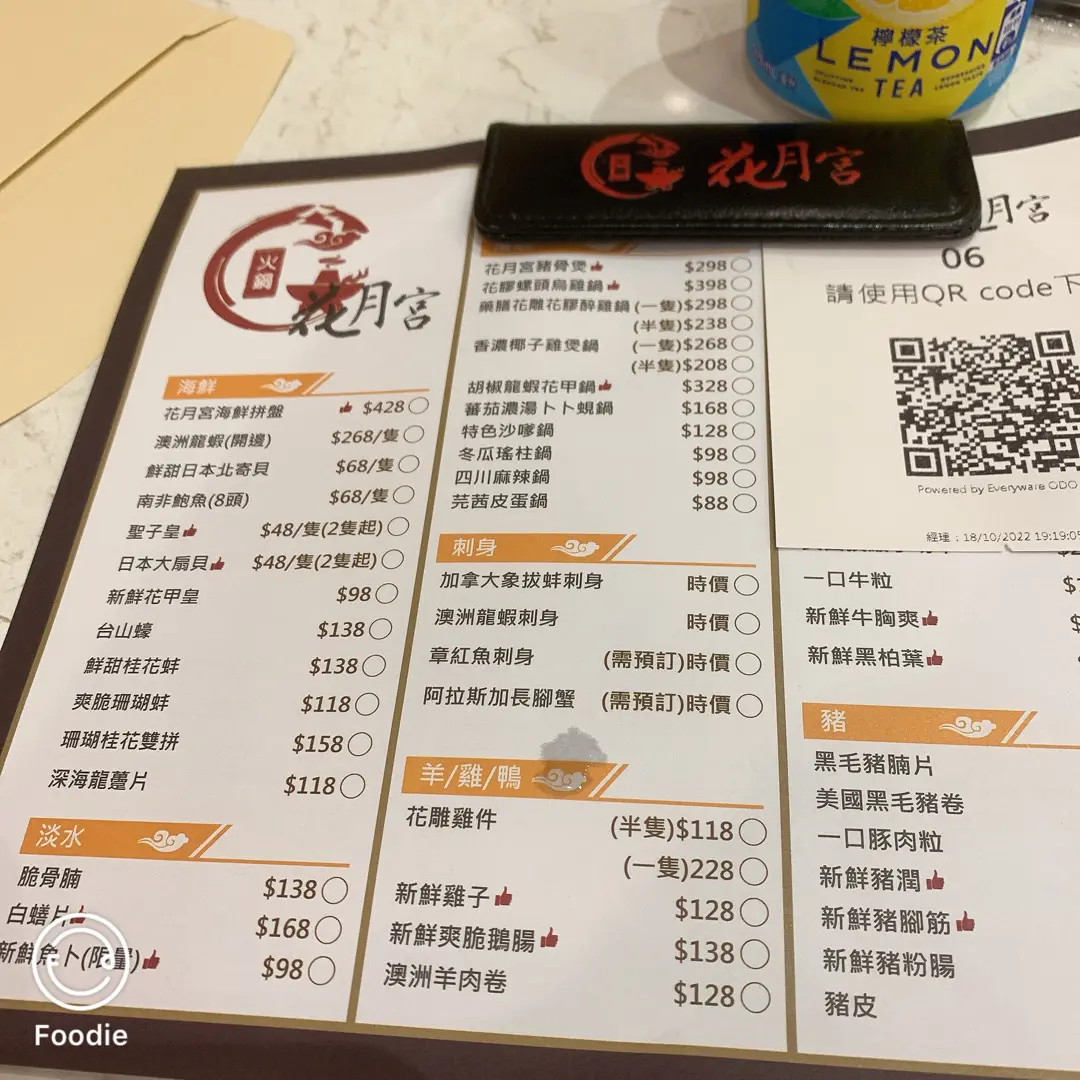 檸檬茶
LEMON
TEA
花月宮
火鍋
花月宮
海鮮
花月宮海鮮拼盤 $428
澳洲龍蝦(開邊) $268/隻
鮮甜日本北寄貝 $68/隻
南非鮑魚(8頭) $68/隻
聖子皇 $48/隻(2隻起)
日本大扇貝 $48/隻(2隻起)
新鮮花甲皇 $98
台山蠔 $138
鮮甜桂花蚌 $138
爽脆珊瑚蚌 $118
珊瑚桂花雙拼 $158
深海龍躉片 $118
淡水
脆骨腩 $138
白鱔片 $168
新鮮魚卜(限量) $98
花月宮豬骨煲 $298
花膠螺頭烏雞鍋 $398
藥膳花雕花膠醉雞鍋 (一隻)$298
(半隻)$238
香濃椰子雞煲鍋 (一隻)$268
(半隻)$208
胡椒龍蝦花甲鍋 $328
蕃茄濃湯卜卜蜆鍋 $168
特色沙嗲鍋 $128
冬瓜瑤柱鍋 $98
四川麻辣鍋 $98
芫茜皮蛋鍋 $88
刺身
加拿大象拔蚌刺身 時價
澳洲龍蝦刺身 時價
章紅魚刺身 (需預訂)時價
阿拉斯加長腳蟹 (需預訂)時價
羊/雞/鴨
花雕雞件 (半隻)$118
(一隻)228
新鮮雞子 $128
新鮮爽脆鵝腸 $138
澳洲羊肉卷 $128
月宮
06
請使用QR code下
Powered by Everyware ODO
經理：18/10/2022 19:19:05
一口牛粒
新鮮牛胸爽
新鮮黑柏葉
豬
黑毛豬腩片
美國黑毛豬卷
一口豚肉粒
新鮮豬潤
新鮮豬腳筋
新鮮豬粉腸
豬皮
Foodie